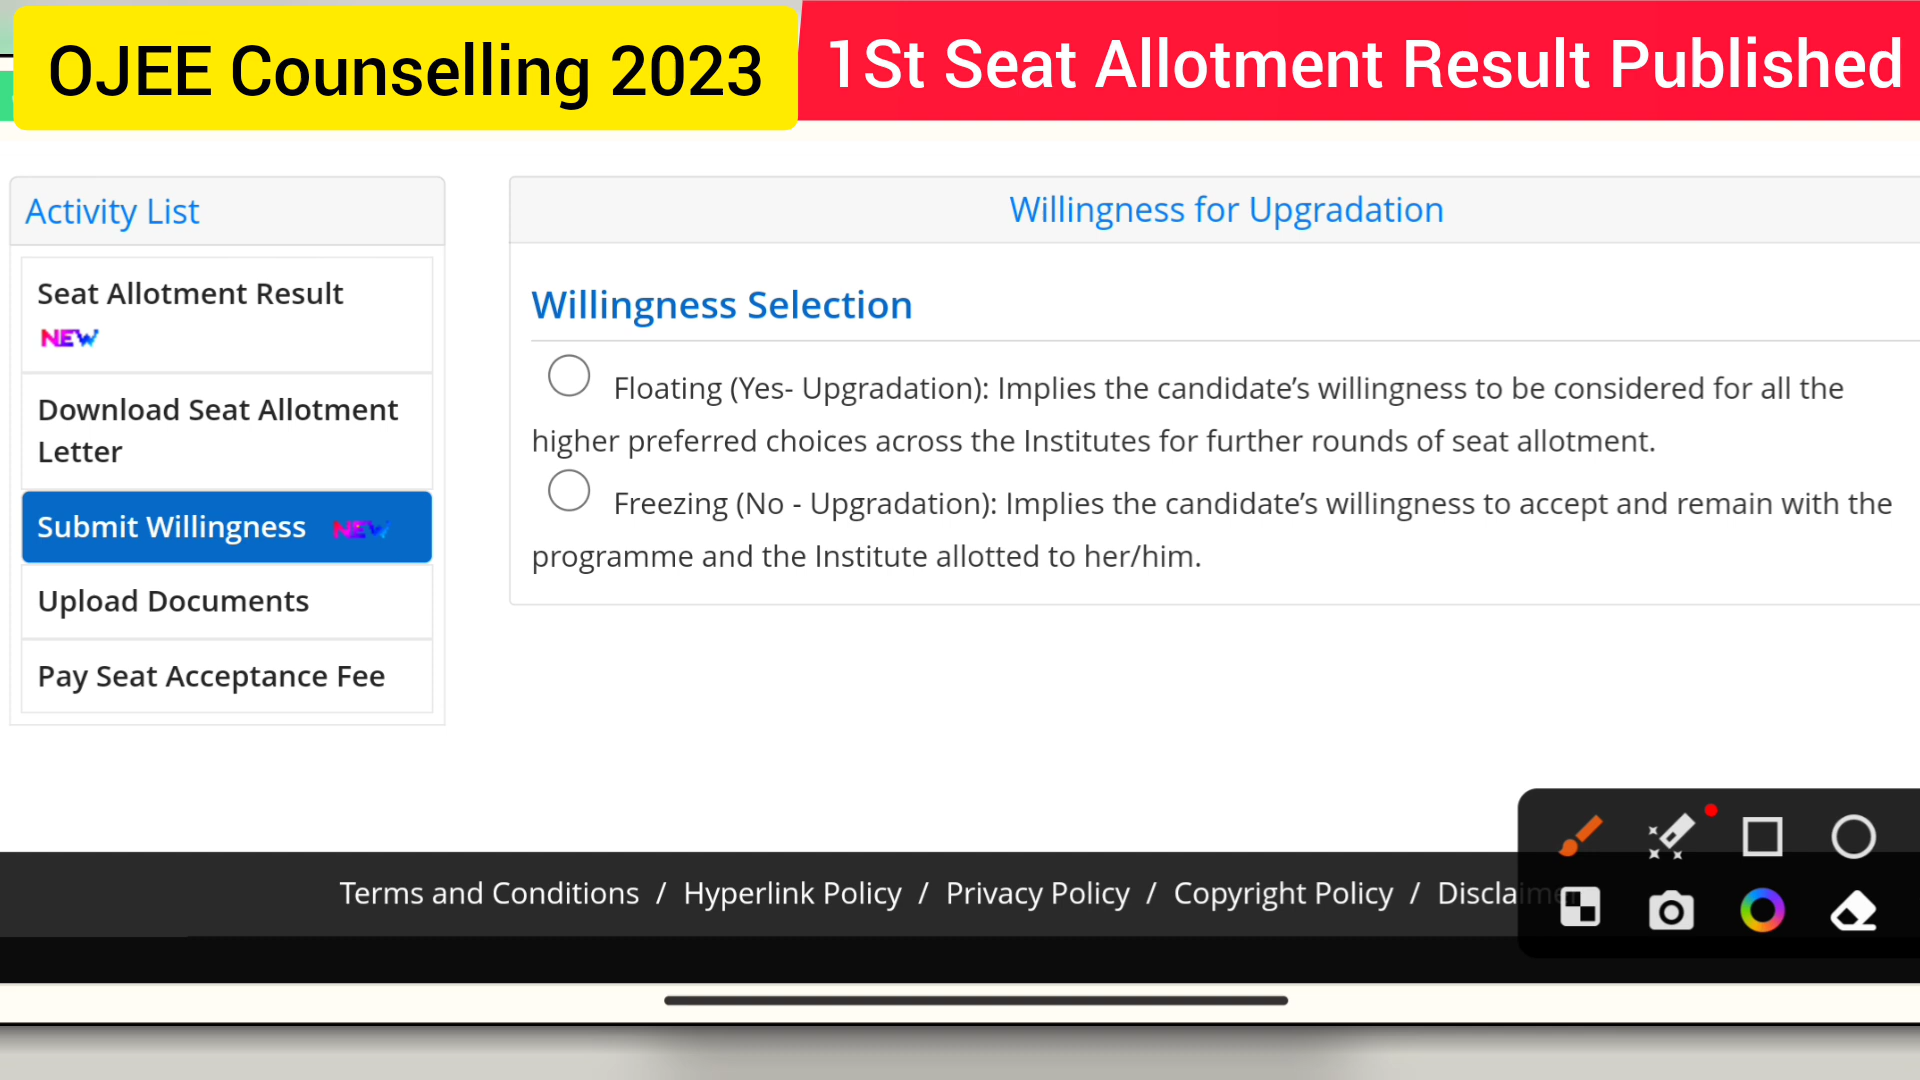 OJEE Counselling 2023
1St Seat Allotment Result Published
Activity List
Seat Allotment Result
NEW
Download Seat Allotment
Letter
Submit Willingness NEW
Upload Documents
Pay Seat Acceptance Fee
Willingness for Upgradation
Willingness Selection
Floating (Yes- Upgradation): Implies the candidate’s willingness to be considered for all the
higher preferred choices across the Institutes for further rounds of seat allotment.
Freezing (No - Upgradation): Implies the candidate’s willingness to accept and remain with the
programme and the Institute allotted to her/him.
Terms and Conditions / Hyperlink Policy / Privacy Policy / Copyright Policy / Disclaimer